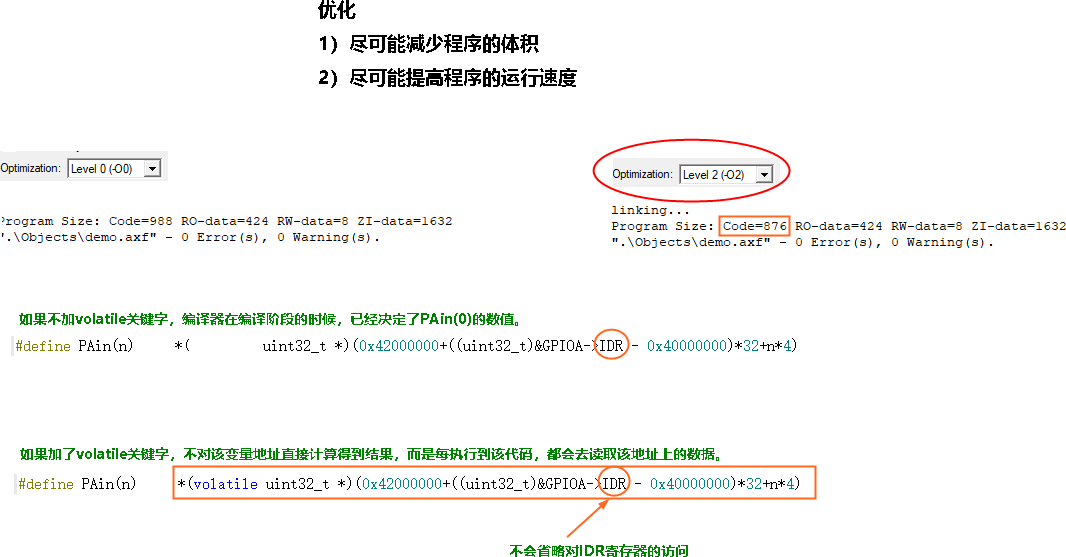 优化
1）尽可能减少程序的体积
2）尽可能提高程序的运行速度
Optimization: Level 0 (-O0)
Program Size: Code=988 RO-data=424 RW-data=8 ZI-data=1632
".\Objects\demo.axf" - 0 Error(s), 0 Warning(s).
Optimization: Level 2 (-O2)
linking...
Program Size: Code=876 RO-data=424 RW-data=8 ZI-data=1632
".\Objects\demo.axf" - 0 Error(s), 0 Warning(s).
如果不加volatile关键字，编译器在编译阶段的时候，已经决定了PAin(0)的数值。
#define PAin(n) *( uint32_t *)(0x42000000+((uint32_t)&GPIOA->IDR - 0x40000000)*32+n*4)
如果加了volatile关键字，不对该变量地址直接计算得到结果，而是每执行到该代码，都会去读取该地址上的数据。
#define PAin(n) *(volatile uint32_t *)(0x42000000+((uint32_t)&GPIOA->IDR - 0x40000000)*32+n*4)
不会省略对IDR寄存器的访问